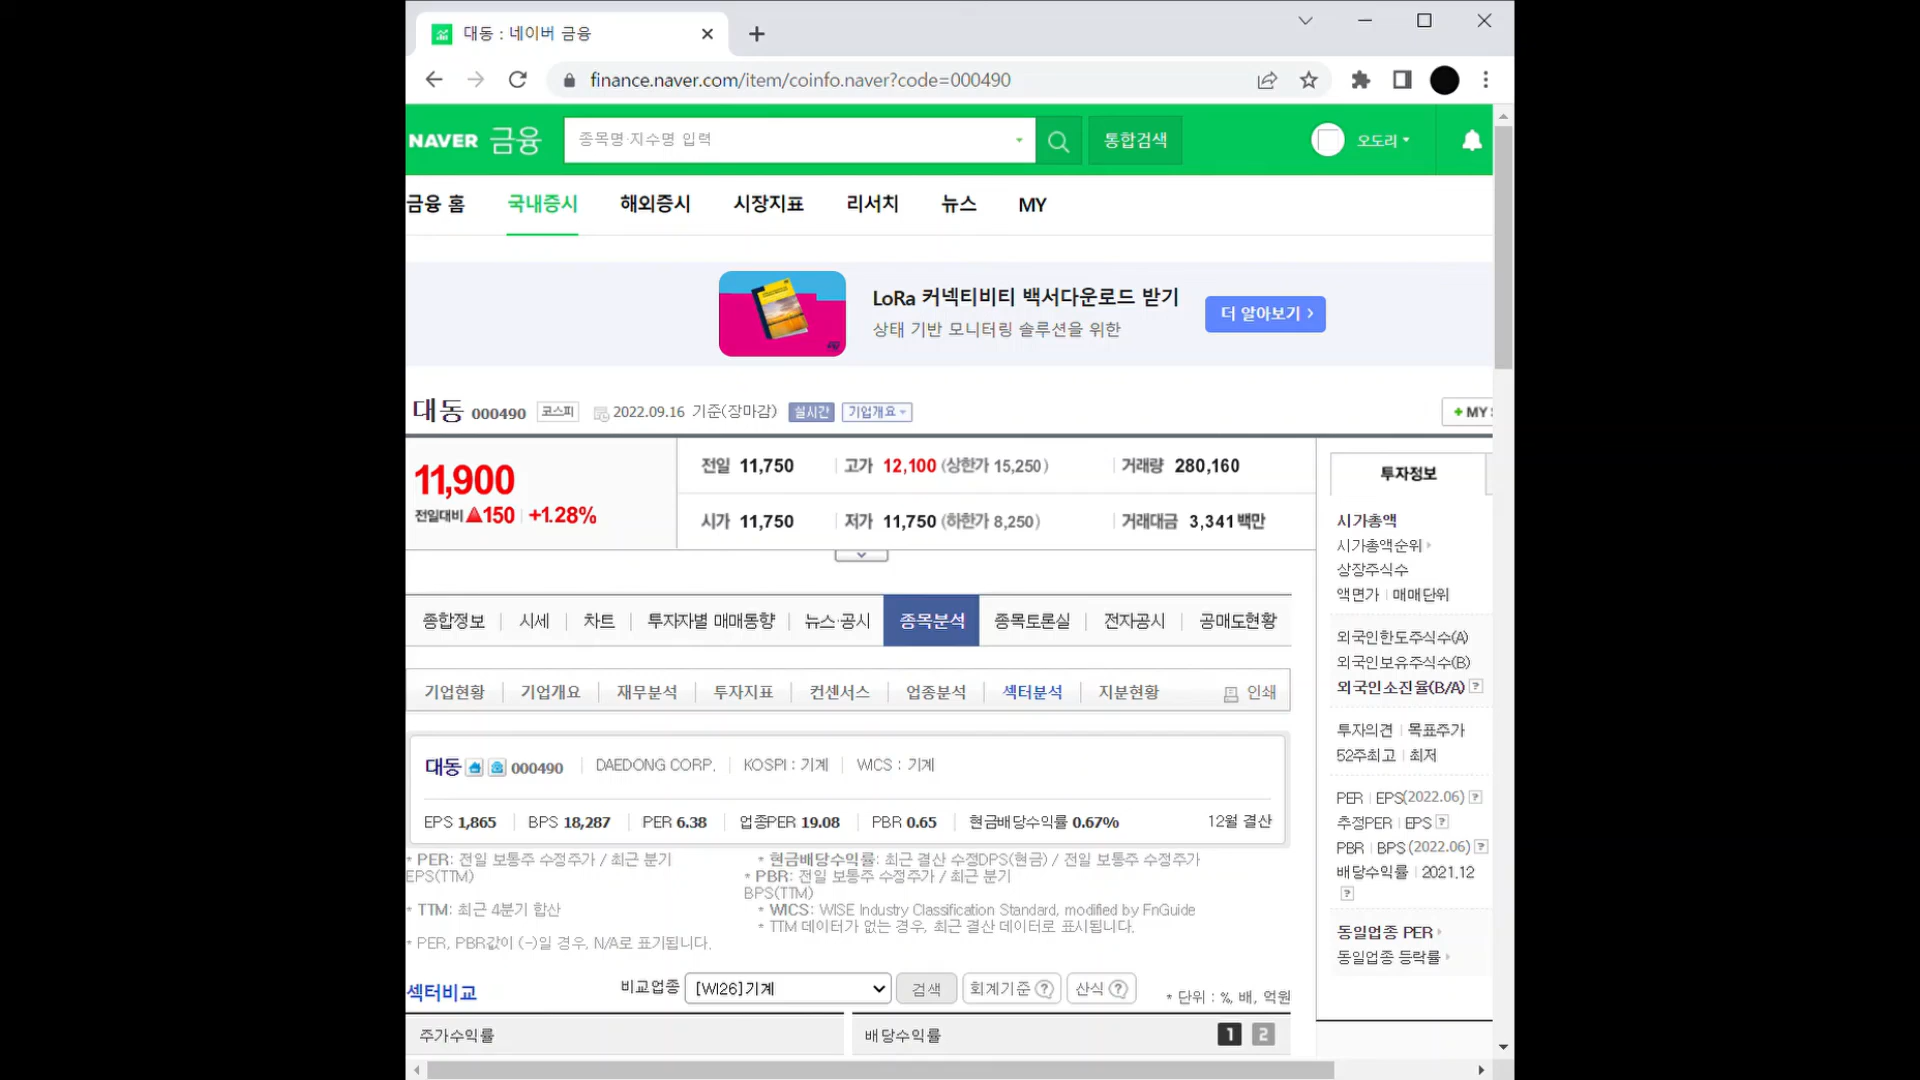 대동 : 네이버 금융
finance.naver.com/item/coinfo.naver?code=000490
NAVER 금융 종목명·지수명 입력 통합검색 오도리
금융 홈 국내증시 해외증시 시장지표 리서치 뉴스 MY
LoRa 커넥티비티 백서다운로드 받기
상태 기반 모니터링 솔루션을 위한
더 알아보기 >
대동 000490 코스피 2022.09.16 기준(장마감) 실시간 기업개요 + MY
11,900
전일대비 ▲150 +1.28%
전일 11,750 고가 12,100 (상한가 15,250) 거래량 280,160
시가 11,750 저가 11,750 (하한가 8,250) 거래대금 3,341 백만
종합정보 시세 차트 투자자별 매매동향 뉴스·공시 종목분석 종목토론실 전자공시 공매도현황
기업현황 기업개요 재무분석 투자지표 컨센서스 업종분석 섹터분석 지분현황 인쇄
대동 000490 DAEDONG CORP. KOSPI : 기계 WICS : 기계
EPS 1,865 BPS 18,287 PER 6.38 업종PER 19.08 PBR 0.65 현금배당수익률 0.67% 12월 결산
* PER: 전일 보통주 수정주가 / 최근 분기
EPS(TTM)
* TTM: 최근 4분기 합산
* PER, PBR값이 (-)일 경우, N/A로 표기됩니다.
* 현금배당수익률: 최근 결산 수정DPS(현금) / 전일 보통주 수정주가
* PBR: 전일 보통주 수정주가 / 최근 분기
BPS(TTM)
* WICS: WISE Industry Classification Standard, modified by FnGuide
* TTM 데이터가 없는 경우, 최근 결산 데이터로 표시됩니다.
섹터비교 비교업종 [WI26]기계 검색 회계기준 ? 산식 ? * 단위 : %, 배, 억원
주가수익률 배당수익률 1 2
투자정보
시가총액
시가총액순위
상장주식수
액면가 매매단위
외국인한도주식수(A)
외국인보유주식수(B)
외국인소진율(B/A) ?
투자의견 목표주가
52주최고 최저
PER EPS(2022.06) ?
추정PER EPS ?
PBR BPS (2022.06) ?
배당수익률 2021.12
?
동일업종 PER
동일업종 등락률